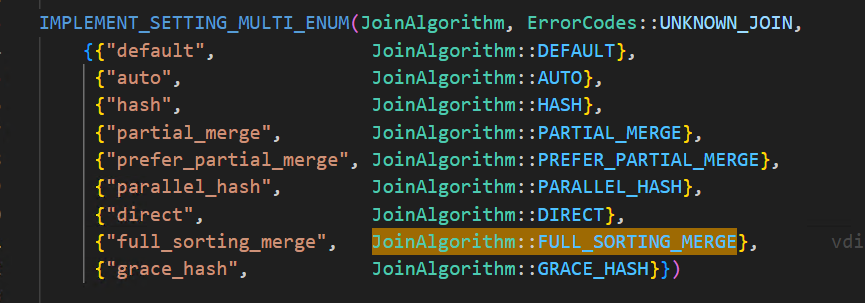 IMPLEMENT_SETTING_MULTI_ENUM(JoinAlgorithm, ErrorCodes::UNKNOWN_JOIN,
{{"default", JoinAlgorithm::DEFAULT},
{"auto", JoinAlgorithm::AUTO},
{"hash", JoinAlgorithm::HASH},
{"partial_merge", JoinAlgorithm::PARTIAL_MERGE},
{"prefer_partial_merge", JoinAlgorithm::PREFER_PARTIAL_MERGE},
{"parallel_hash", JoinAlgorithm::PARALLEL_HASH},
{"direct", JoinAlgorithm::DIRECT},
{"full_sorting_merge", JoinAlgorithm::FULL_SORTING_MERGE}, vdi
{"grace_hash", JoinAlgorithm::GRACE_HASH}})